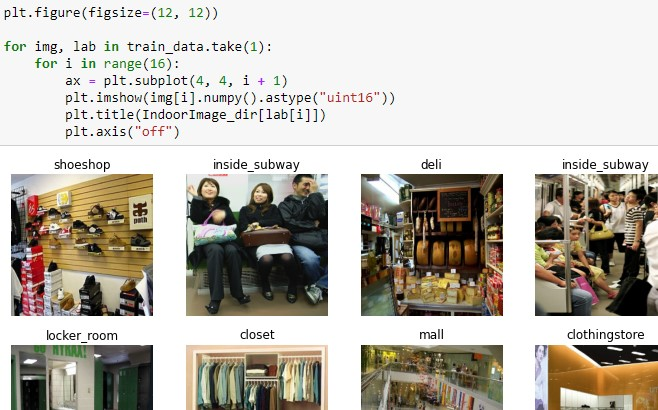 plt.figure(figsize=(12, 12))
for img, lab in train_data.take(1):
    for i in range(16):
        ax = plt.subplot(4, 4, i + 1)
        plt.imshow(img[i].numpy().astype("uint16"))
        plt.title(IndoorImage_dir[lab[i]])
        plt.axis("off")
shoeshop inside_subway deli inside_subway
locker_room closet mall clothingstore